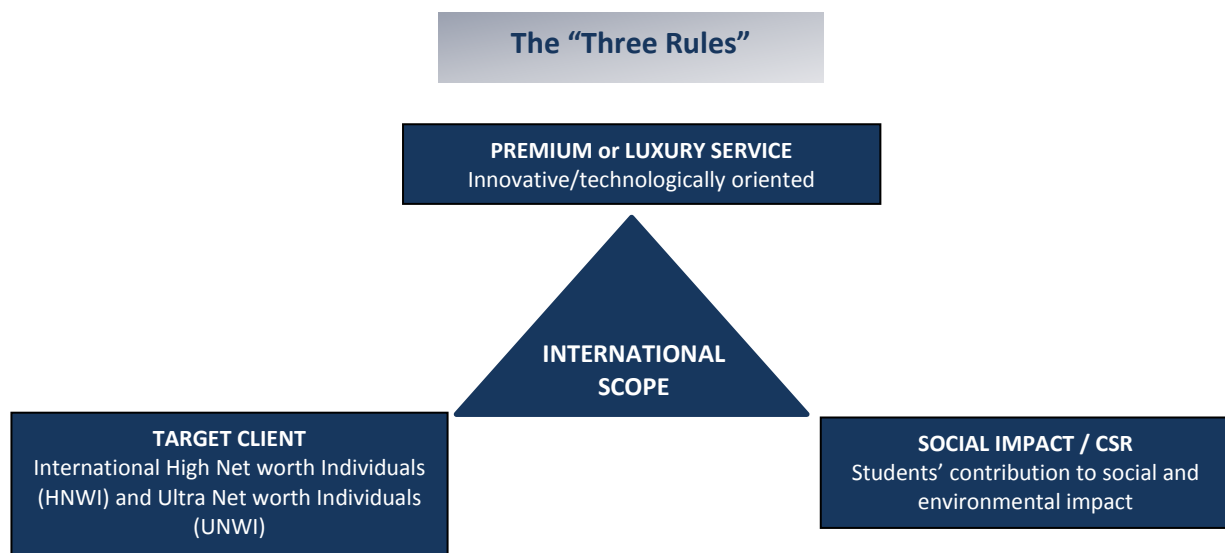 The “Three Rules”
PREMIUM or LUXURY SERVICE
Innovative/technologically oriented
INTERNATIONAL
SCOPE
TARGET CLIENT
International High Net worth Individuals
(HNWI) and Ultra Net worth Individuals
(UNWI)
SOCIAL IMPACT / CSR
Students’ contribution to social and
environmental impact